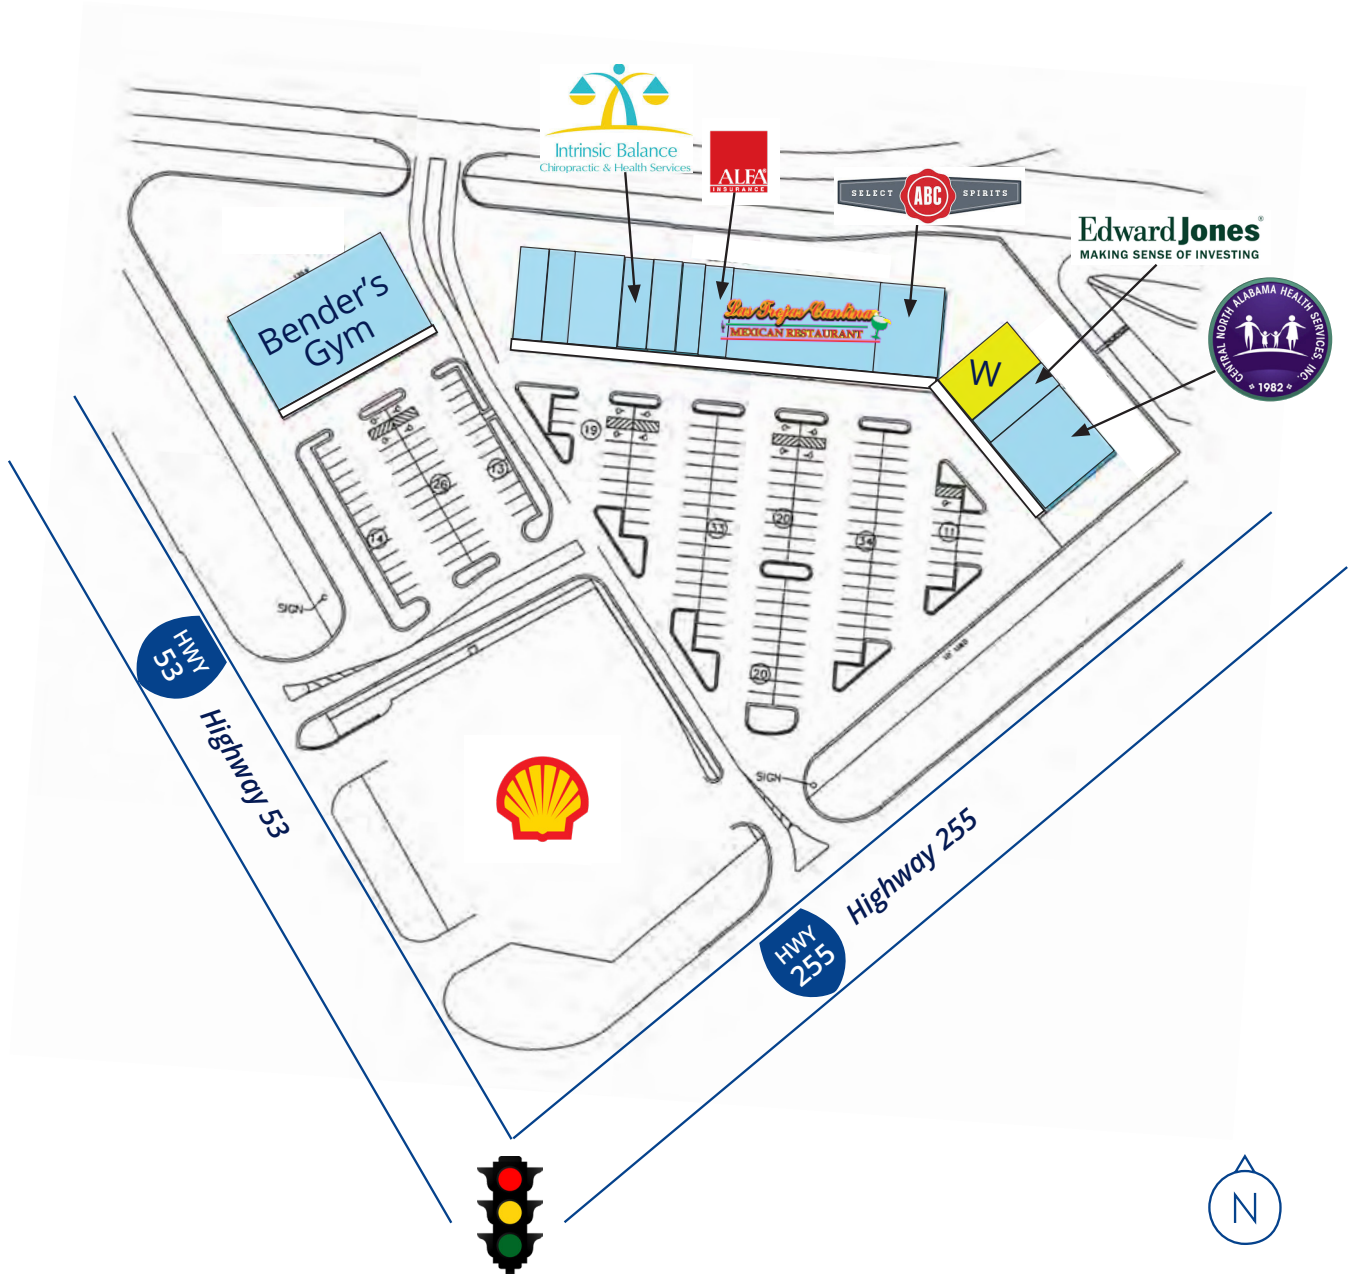 Intrinsic Balance
Chiropractic & Health Services
ALFA®
INSURANCE
SELECT
ABC
SPIRITS
Edward Jones®
MAKING SENSE OF INVESTING
CENTRAL NORTH ALABAMA HEALTH SERVICES, INC.
1982
Bender's
Gym
MEXICAN RESTAURANT
W
19
13
26
14
33
20
34
11
20
SIGN
SIGN
HWY
53
Highway 53
Highway 255
HWY
255
N